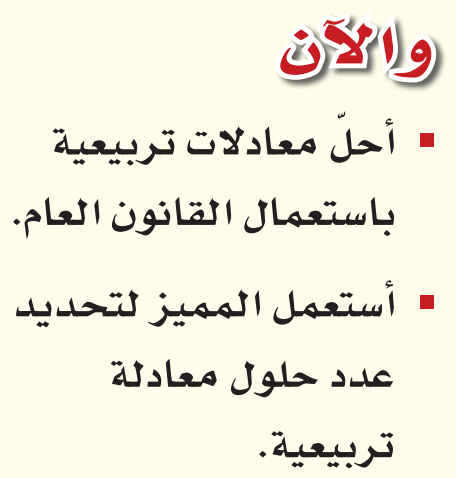 والآن
▪ أحلّ معادلات تربيعية
باستعمال القانون العام.
▪ أستعمل المميز لتحديد
عدد حلول معادلة
تربيعية.